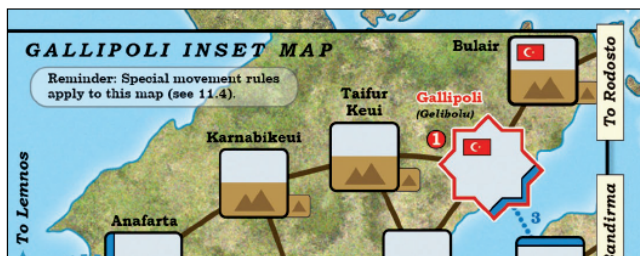 GALLIPOLI INSET MAP
Reminder: Special movement rules
apply to this map (see 11.4).
Bulair
To Rodosto
Taifur
Keui
Gallipoli
(Gelibolu)
1
Karnabikeui
To Lemnos
Anafarta
3
Bandirma